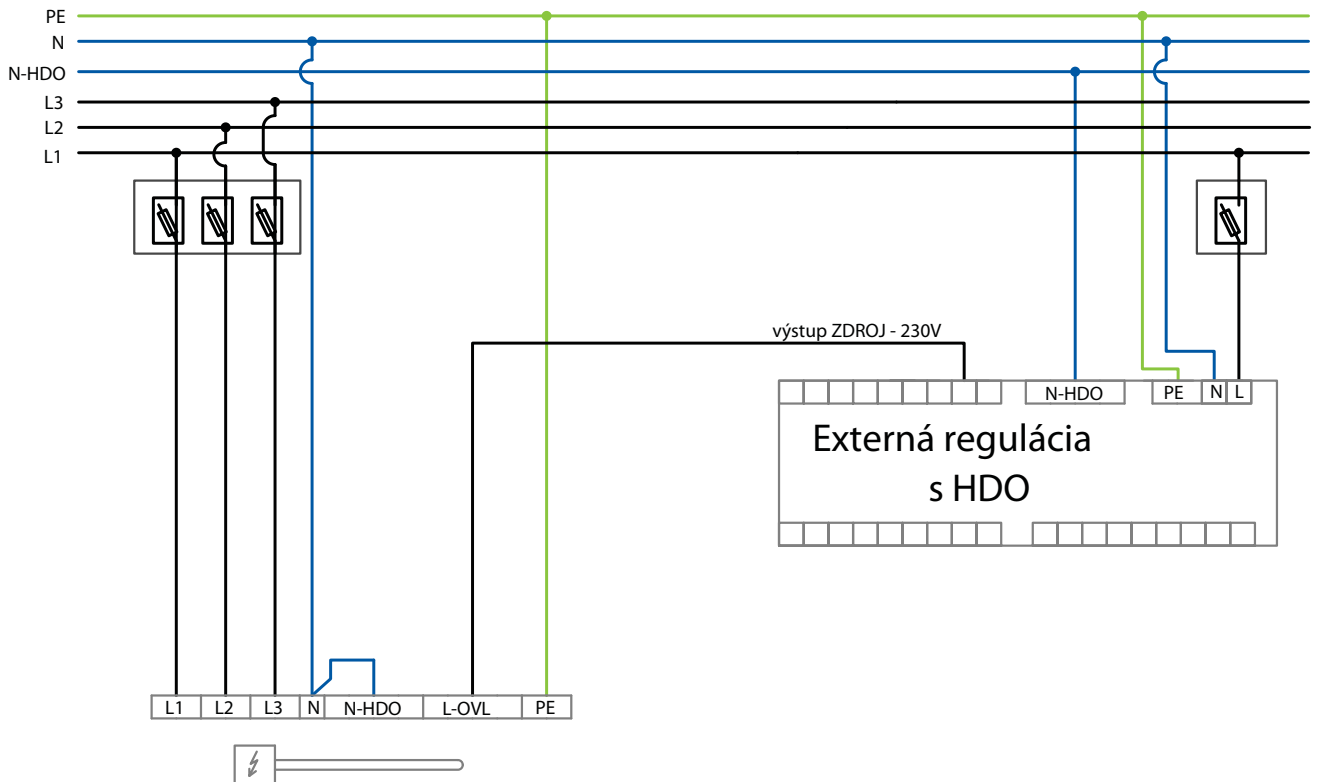 PE
N
N-HDO
L3
L2
L1
výstup ZDROJ - 230V
N-HDO PE N L
Externá regulácia
s HDO
L1 L2 L3 N N-HDO L-OVL PE